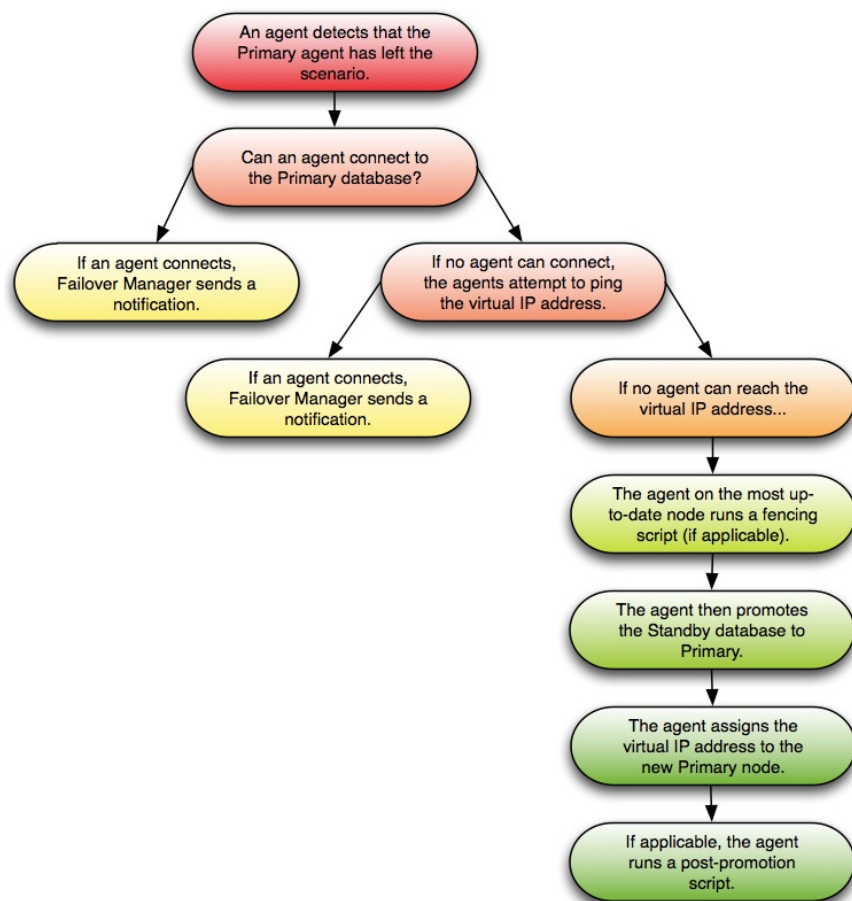 An agent detects that the
Primary agent has left the
scenario.
Can an agent connect to
the Primary database?
If an agent connects,
Failover Manager sends a
notification.
If no agent can connect,
the agents attempt to ping
the virtual IP address.
If an agent connects,
Failover Manager sends a
notification.
If no agent can reach the
virtual IP address...
The agent on the most up-
to-date node runs a fencing
script (if applicable).
The agent then promotes
the Standby database to
Primary.
The agent assigns the
virtual IP address to the
new Primary node.
If applicable, the agent
runs a post-promotion
script.